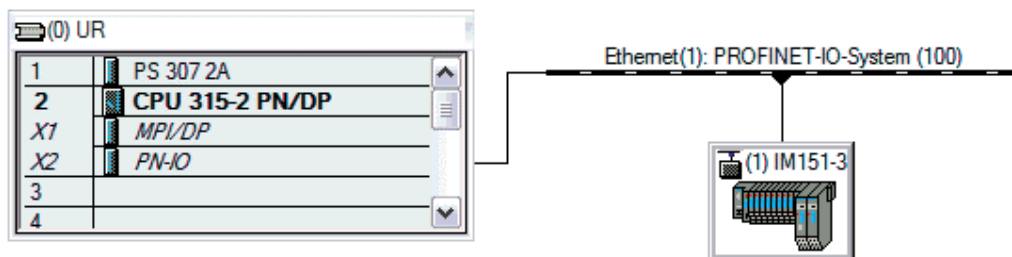 (0) UR
1 PS 307 2A
2 CPU 315-2 PN/DP
X1 MPI/DP
X2 PN-IO
3
4
Ethernet(1): PROFINET-IO-System (100)
(1) IM151-3